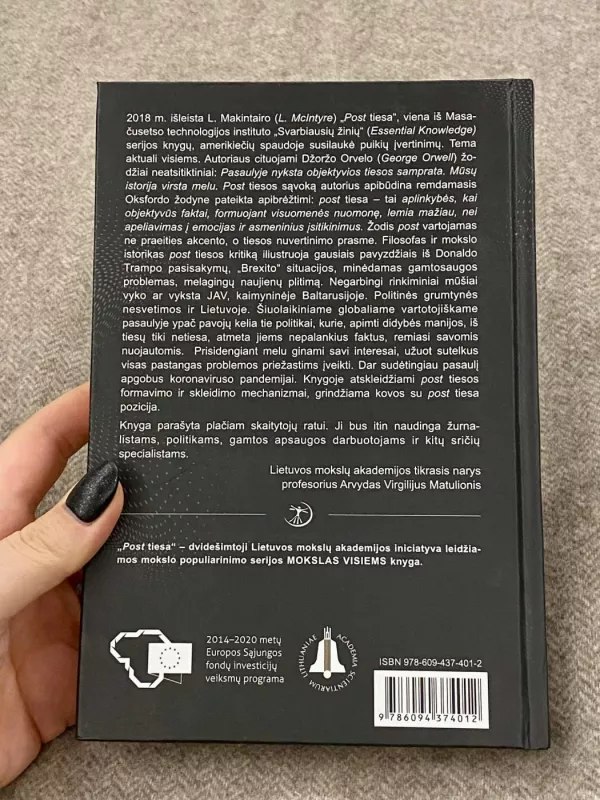 2018 m. išleista L. Makintairo (L. McIntyre) „Post tiesa“, viena iš Masa-
čusetso technologijos instituto „Svarbiausių žinių“ (Essential Knowledge)
serijos knygų, amerikiečių spaudoje susilaukė puikių įvertinimų. Tema
aktuali visiems. Autoriaus cituojami Džoržo Orvelo (George Orwell) žo-
džiai neatsitiktiniai: Pasaulyje nyksta objektyvios tiesos samprata. Mūsų
istorija virsta melu. Post tiesos sąvoką autorius apibūdina remdamasis
Oksfordo žodyne pateikta apibrėžtimi: post tiesa – tai aplinkybės, kai
objektyvūs faktai, formuojant visuomenės nuomonę, lemia mažiau, nei
apeliavimas į emocijas ir asmeninius įsitikinimus. Žodis post vartojamas
ne praeities akcento, o tiesos nuvertinimo prasme. Filosofas ir mokslo
istorikas post tiesos kritiką iliustruoja gausiais pavyzdžiais iš Donaldo
Trampo pasisakymų, „Brexito“ situacijos, minėdamas gamtosaugos
problemas, melagingų naujienų plitimą. Negarbingi rinkiminiai mūšiai
vyko ar vyksta JAV, kaimyninėje Baltarusijoje. Politinės grumtynės
nesvetimos ir Lietuvoje. Šiuolaikiniame globaliame vartotojiškame
pasaulyje ypač pavojų kelia tie politikai, kurie, apimti didybės manijos, iš
tiesų tiki netiesa, atmeta jiems nepalankius faktus, remiasi savomis
nuojautomis. Prisidengiant melu ginami savi interesai, užuot sutelkus
visas pastangas problemos priežastims įveikti. Dar sudėtingiau pasaulį
apgobus koronaviruso pandemijai. Knygoje atskleidžiami post tiesos
formavimo ir skleidimo mechanizmai, grindžiama kovos su post tiesa
pozicija.
Knyga parašyta plačiam skaitytojų ratui. Ji bus itin naudinga žurna-
listams, politikams, gamtos apsaugos darbuotojams ir kitų sričių
specialistams.
Lietuvos mokslų akademijos tikrasis narys
profesorius Arvydas Virgilijus Matulionis
„Post tiesa“ – dvidešimtoji Lietuvos mokslų akademijos iniciatyva leidžia-
mos mokslo populiarinimo serijos MOKSLAS VISIEMS knyga.
2014–2020 metų
Europos Sąjungos
fondų investicijų
veiksmų programa
ACADEMIA
SCIENTIARUM
LITHUANIAE
ISBN 978-609-437-401-2
9 786094 374012